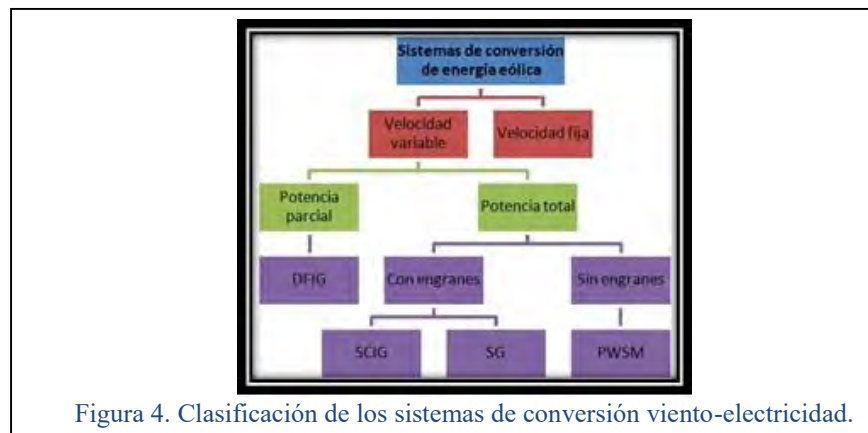 Sistemas de conversión
de energía eólica
Velocidad
variable
Velocidad fija
Potencia
parcial
Potencia total
DFIG
Con engranes
Sin engranes
SCIG
SG
PWSM
Figura 4. Clasificación de los sistemas de conversión viento-electricidad.